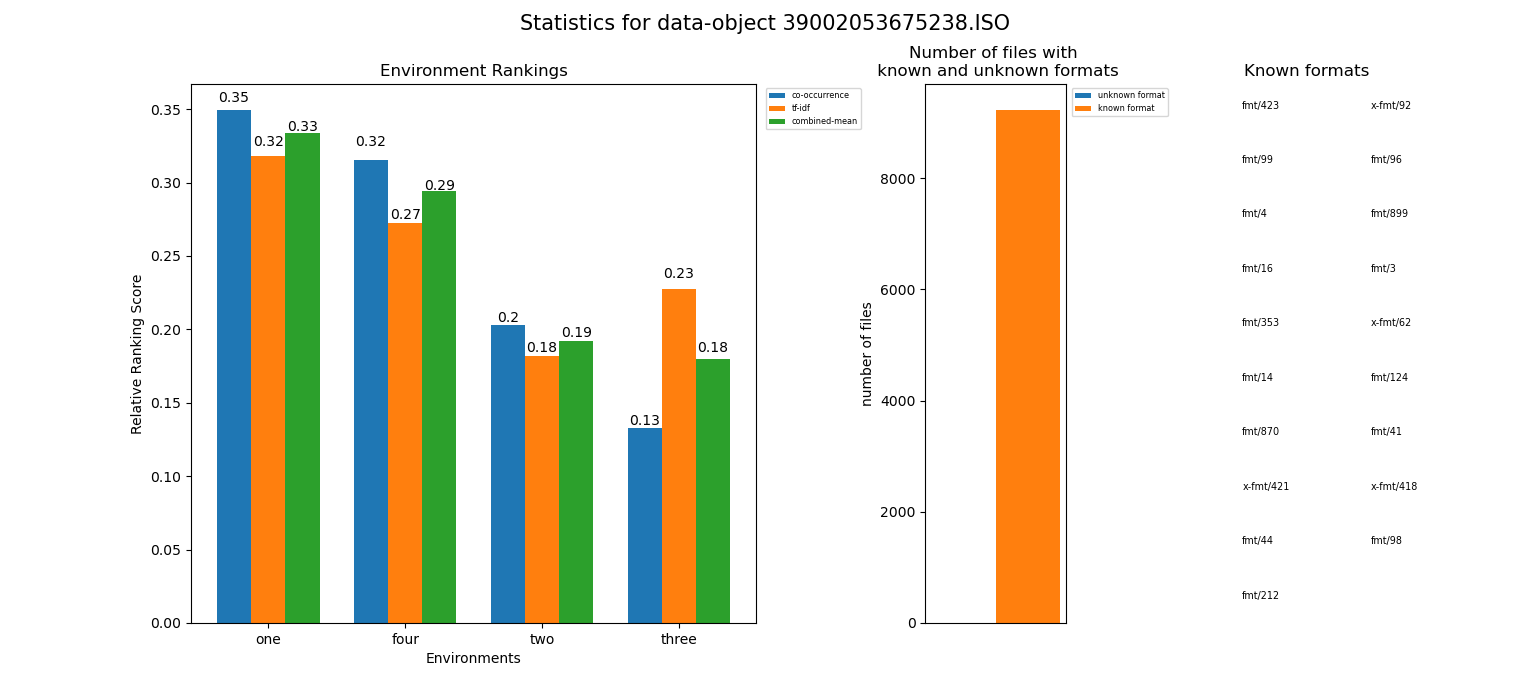 Statistics for data-object 39002053675238.ISO
Environment Rankings
0.35
0.32
0.33
0.32
0.27
0.29
0.2
0.18
0.19
0.13
0.23
0.18
0.35
0.30
0.25
0.20
0.15
0.10
0.05
0.00
Relative Ranking Score
one four two three
Environments
co-occurrence
tf-idf
combined-mean
Number of files with
known and unknown formats
8000
6000
4000
2000
0
number of files
unknown format
known format
Known formats
fmt/423 x-fmt/92
fmt/99 fmt/96
fmt/4 fmt/899
fmt/16 fmt/3
fmt/353 x-fmt/62
fmt/14 fmt/124
fmt/870 fmt/41
x-fmt/421 x-fmt/418
fmt/44 fmt/98
fmt/212